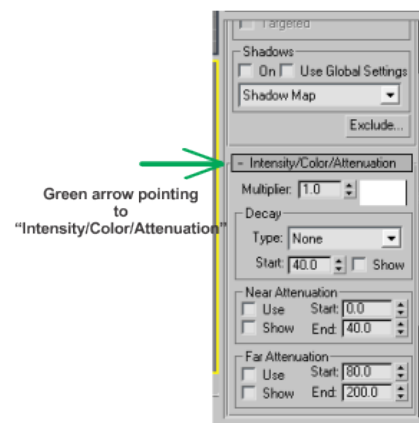 Targeted
Shadows
On Use Global Settings
Shadow Map
Exclude...
- Intensity/Color/Attenuation
Green arrow pointing
to
“Intensity/Color/Attenuation”
Multiplier: 1.0
Decay
Type: None
Start: 40.0 Show
Near Attenuation
Use Start: 0.0
Show End: 40.0
Far Attenuation
Use Start: 80.0
Show End: 200.0